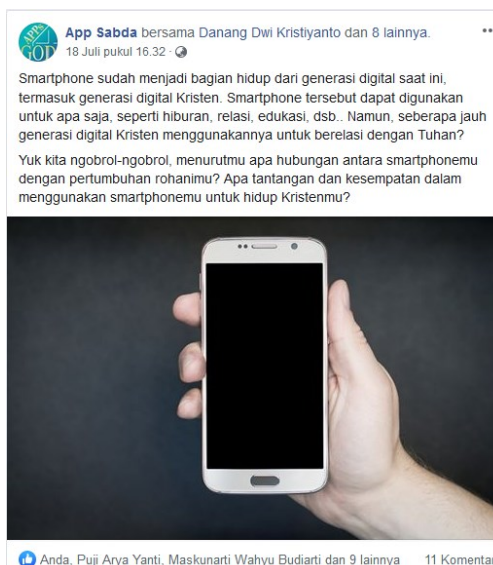 App Sabda bersama Danang Dwi Kristiyanto dan 8 lainnya.
18 Juli pukul 16.32 ·
APPS
GOD
Smartphone sudah menjadi bagian hidup dari generasi digital saat ini,
termasuk generasi digital Kristen. Smartphone tersebut dapat digunakan
untuk apa saja, seperti hiburan, relasi, edukasi, dsb.. Namun, seberapa jauh
generasi digital Kristen menggunakannya untuk berelasi dengan Tuhan?
Yuk kita ngobrol-ngobrol, menurutmu apa hubungan antara smartphonemu
dengan pertumbuhan rohanimu? Apa tantangan dan kesempatan dalam
menggunakan smartphonemu untuk hidup Kristenmu?
Anda, Puji Arya Yanti, Maskunarti Wahyu Budiarti dan 9 lainnya 11 Komentar